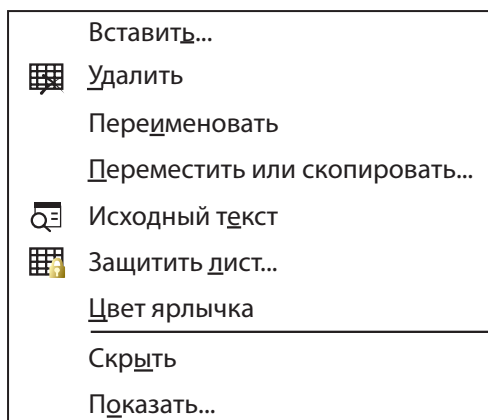 Вставить...
Удалить
Переименовать
Переместить или скопировать...
Исходный текст
Защитить лист...
Цвет ярлычка
Скрыть
Показать...